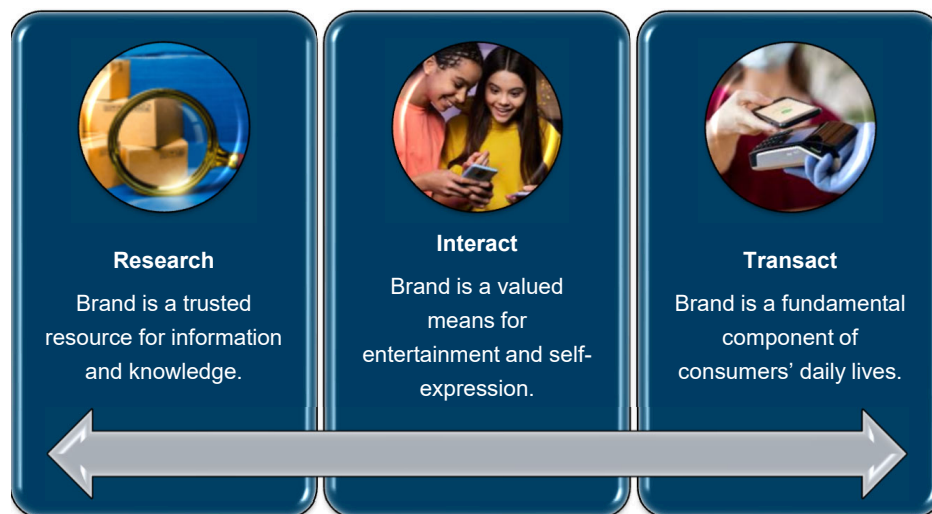 Research
Brand is a trusted
resource for information
and knowledge.
Interact
Brand is a valued
means for
entertainment and self-
expression.
Transact
Brand is a fundamental
component of
consumers’ daily lives.